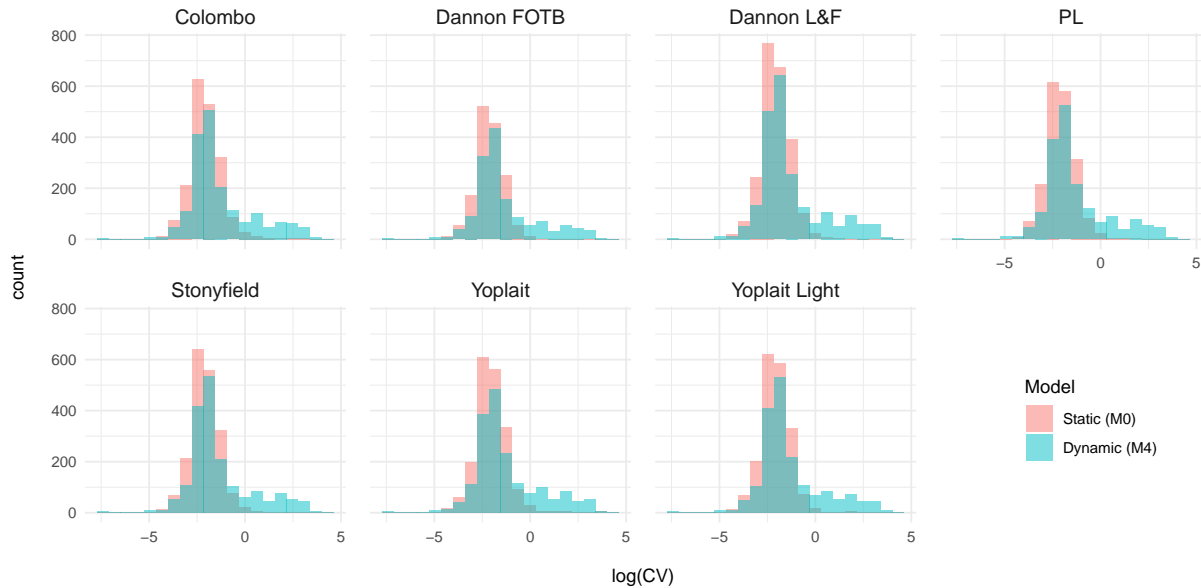 Colombo
Dannon FOTB
Dannon L&F
PL
800
600
400
200
0
−5
0
5
Stonyfield
Yoplait
Yoplait Light
800
600
400
200
0
−5
0
5
−5
0
5
−5
0
5
count
log(CV)
Model
Static (M0)
Dynamic (M4)